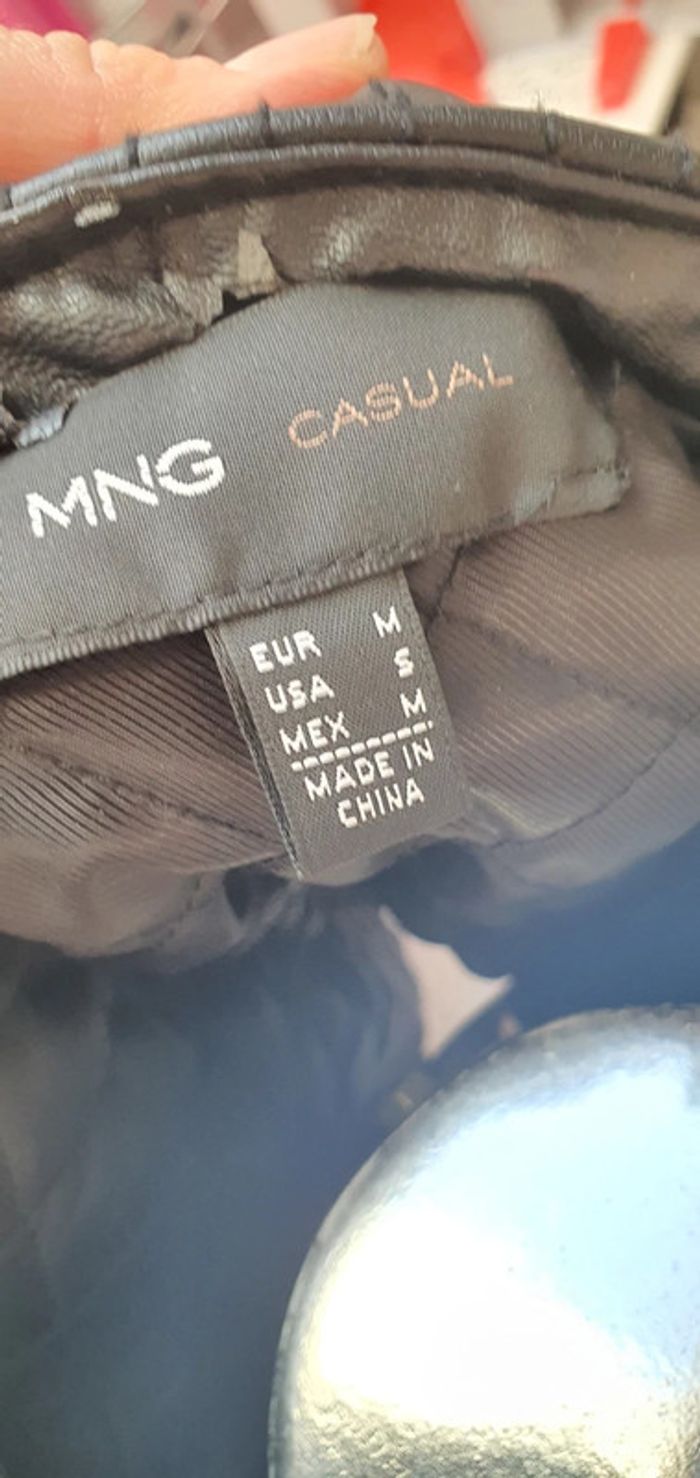 MNG CASUAL
EUR M
USA S
MEX M
MADE IN
CHINA